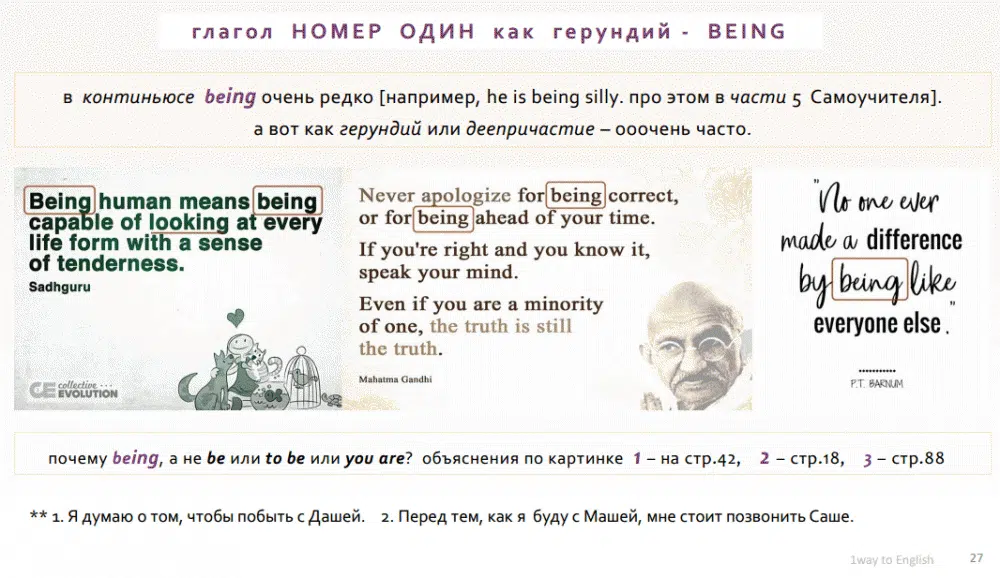 глагол НОМЕР ОДИН как герундий - BEING
в континьюсе being очень редко [например, he is being silly. про этом в части 5 Самоучителя].
а вот как герундий или деепричастие – ооочень часто.
Being human means being
capable of looking at every
life form with a sense
of tenderness.
Sadhguru
CE collective
EVOLUTION
Never apologize for being correct,
or for being ahead of your time.
If you're right and you know it,
speak your mind.
Even if you are a minority
of one, the truth is still
the truth.
Mahatma Gandhi
"No one ever
made a difference
by being like
everyone else."
P.T. BARNUM
почему being, а не be или to be или you are? объяснения по картинке 1 – на стр.42, 2 – стр.18, 3 – стр.88
** 1. Я думаю о том, чтобы побыть с Дашей. 2. Перед тем, как я буду с Машей, мне стоит позвонить Саше.
1way to English 27